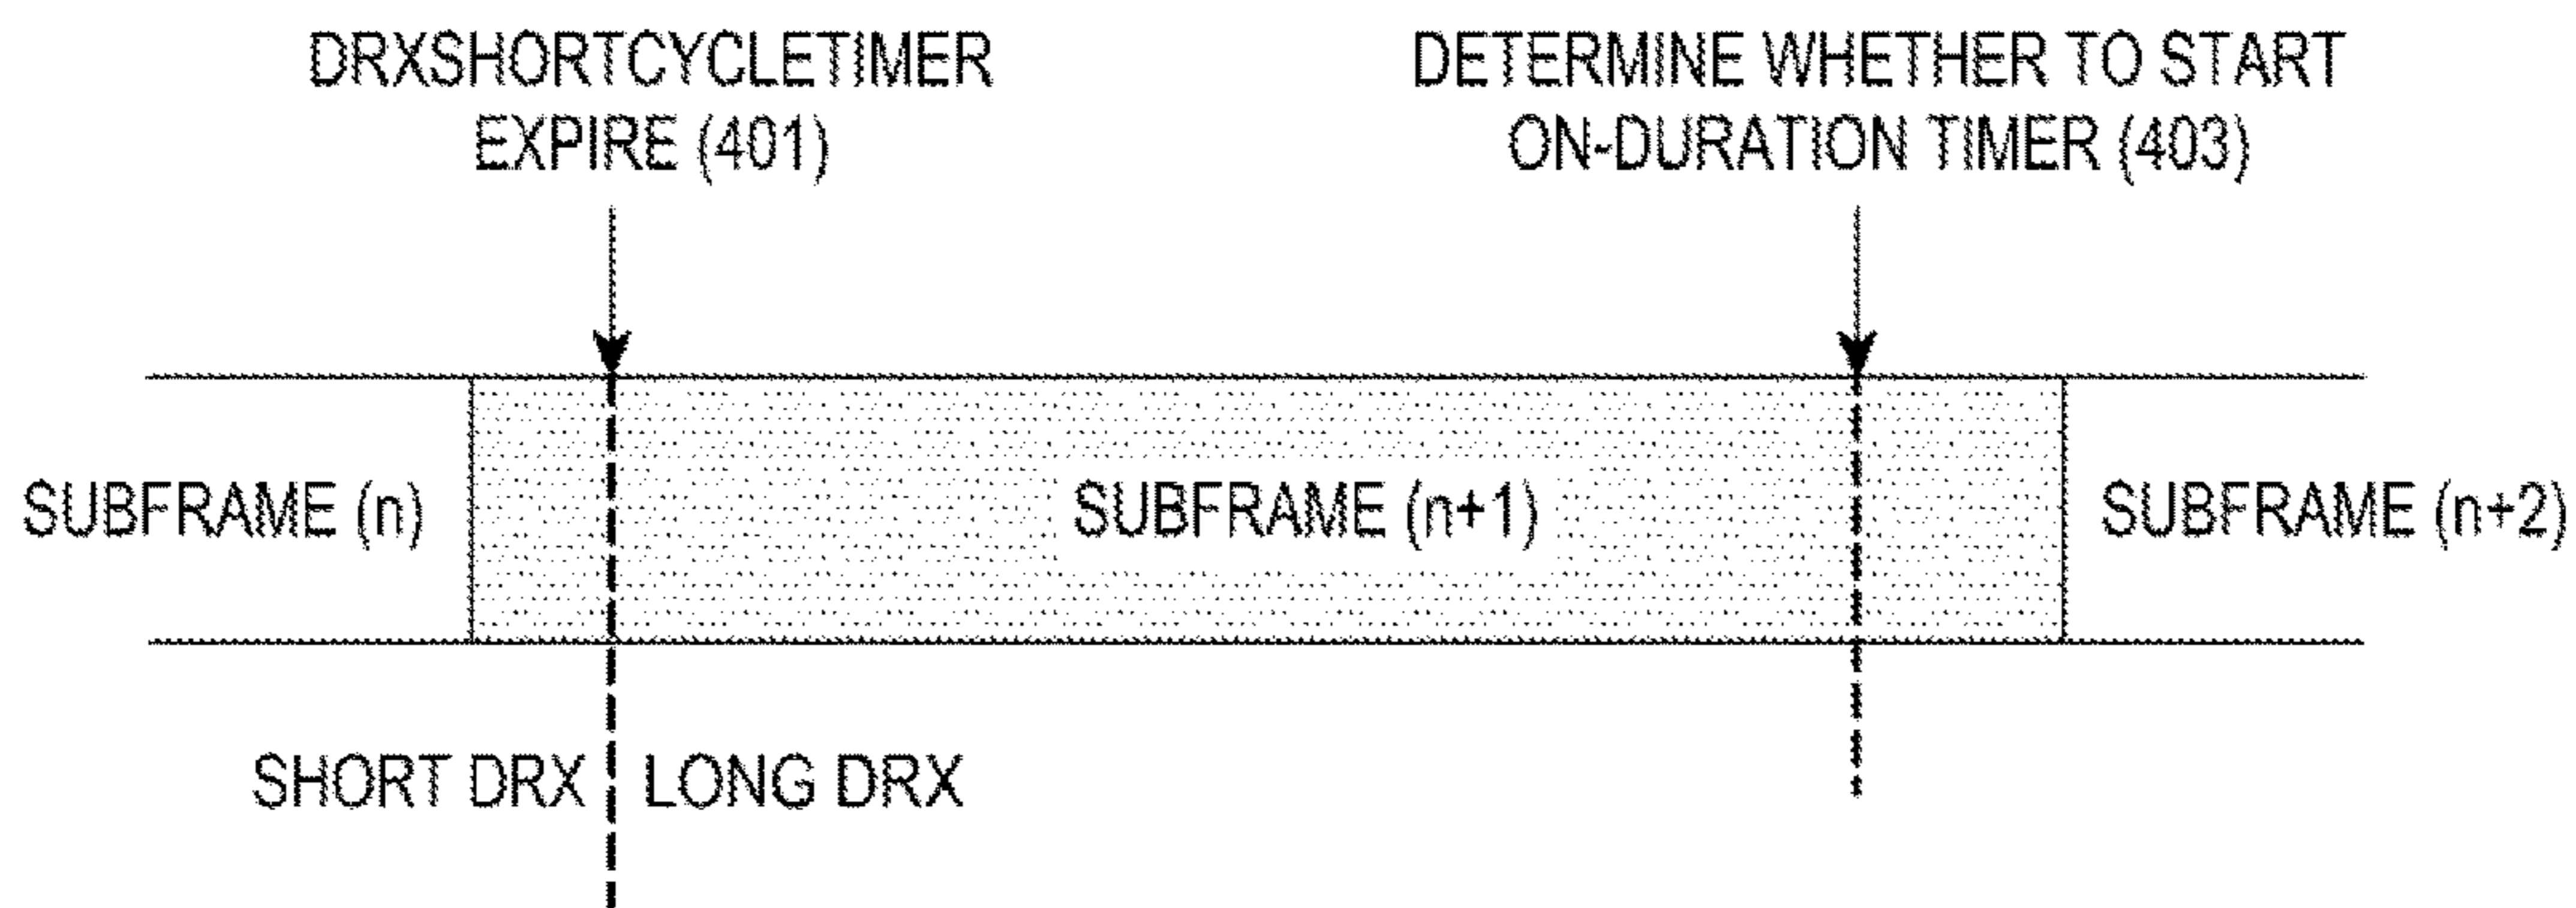 DRXSHORTCYCLETIMER
EXPIRE (401)
DETERMINE WHETHER TO START
ON-DURATION TIMER (403)
SUBFRAME (n)
SUBFRAME (n+1)
SUBFRAME (n+2)
SHORT DRX
LONG DRX